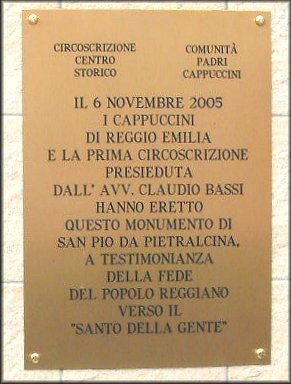 CIRCOSCRIZIONE
CENTRO
STORICO
COMUNITÀ
PADRI
CAPPUCCINI
IL 6 NOVEMBRE 2005
I CAPPUCCINI
DI REGGIO EMILIA
E LA PRIMA CIRCOSCRIZIONE
PRESIEDUTA
DALL' AVV. CLAUDIO BASSI
HANNO ERETTO
QUESTO MONUMENTO DI
SAN PIO DA PIETRALCINA,
A TESTIMONIANZA
DELLA FEDE
DEL POPOLO REGGIANO
VERSO IL
"SANTO DELLA GENTE"